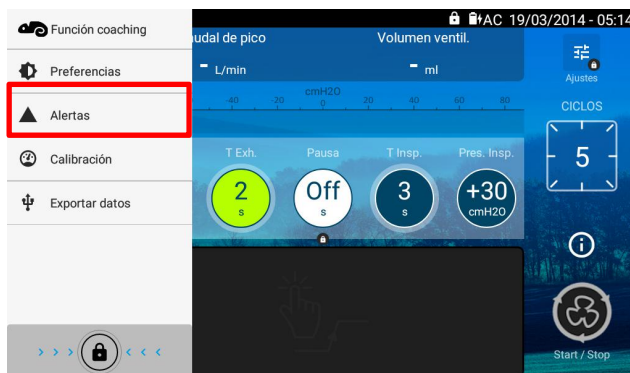 AC 19/03/2014 - 05:14
Función coaching
Preferencias
Alertas
Calibración
Exportar datos
> > > < < <
audal de pico
Volumen ventil.
- L/min
- ml
cmH2O
-40 -20 0 20 40 60 80
T Exh.
Pausa
T Insp.
Pres. Insp.
2
s
Off
s
3
s
+30
cmH2O
Ajustes
CICLOS
- 5 -
Start / Stop